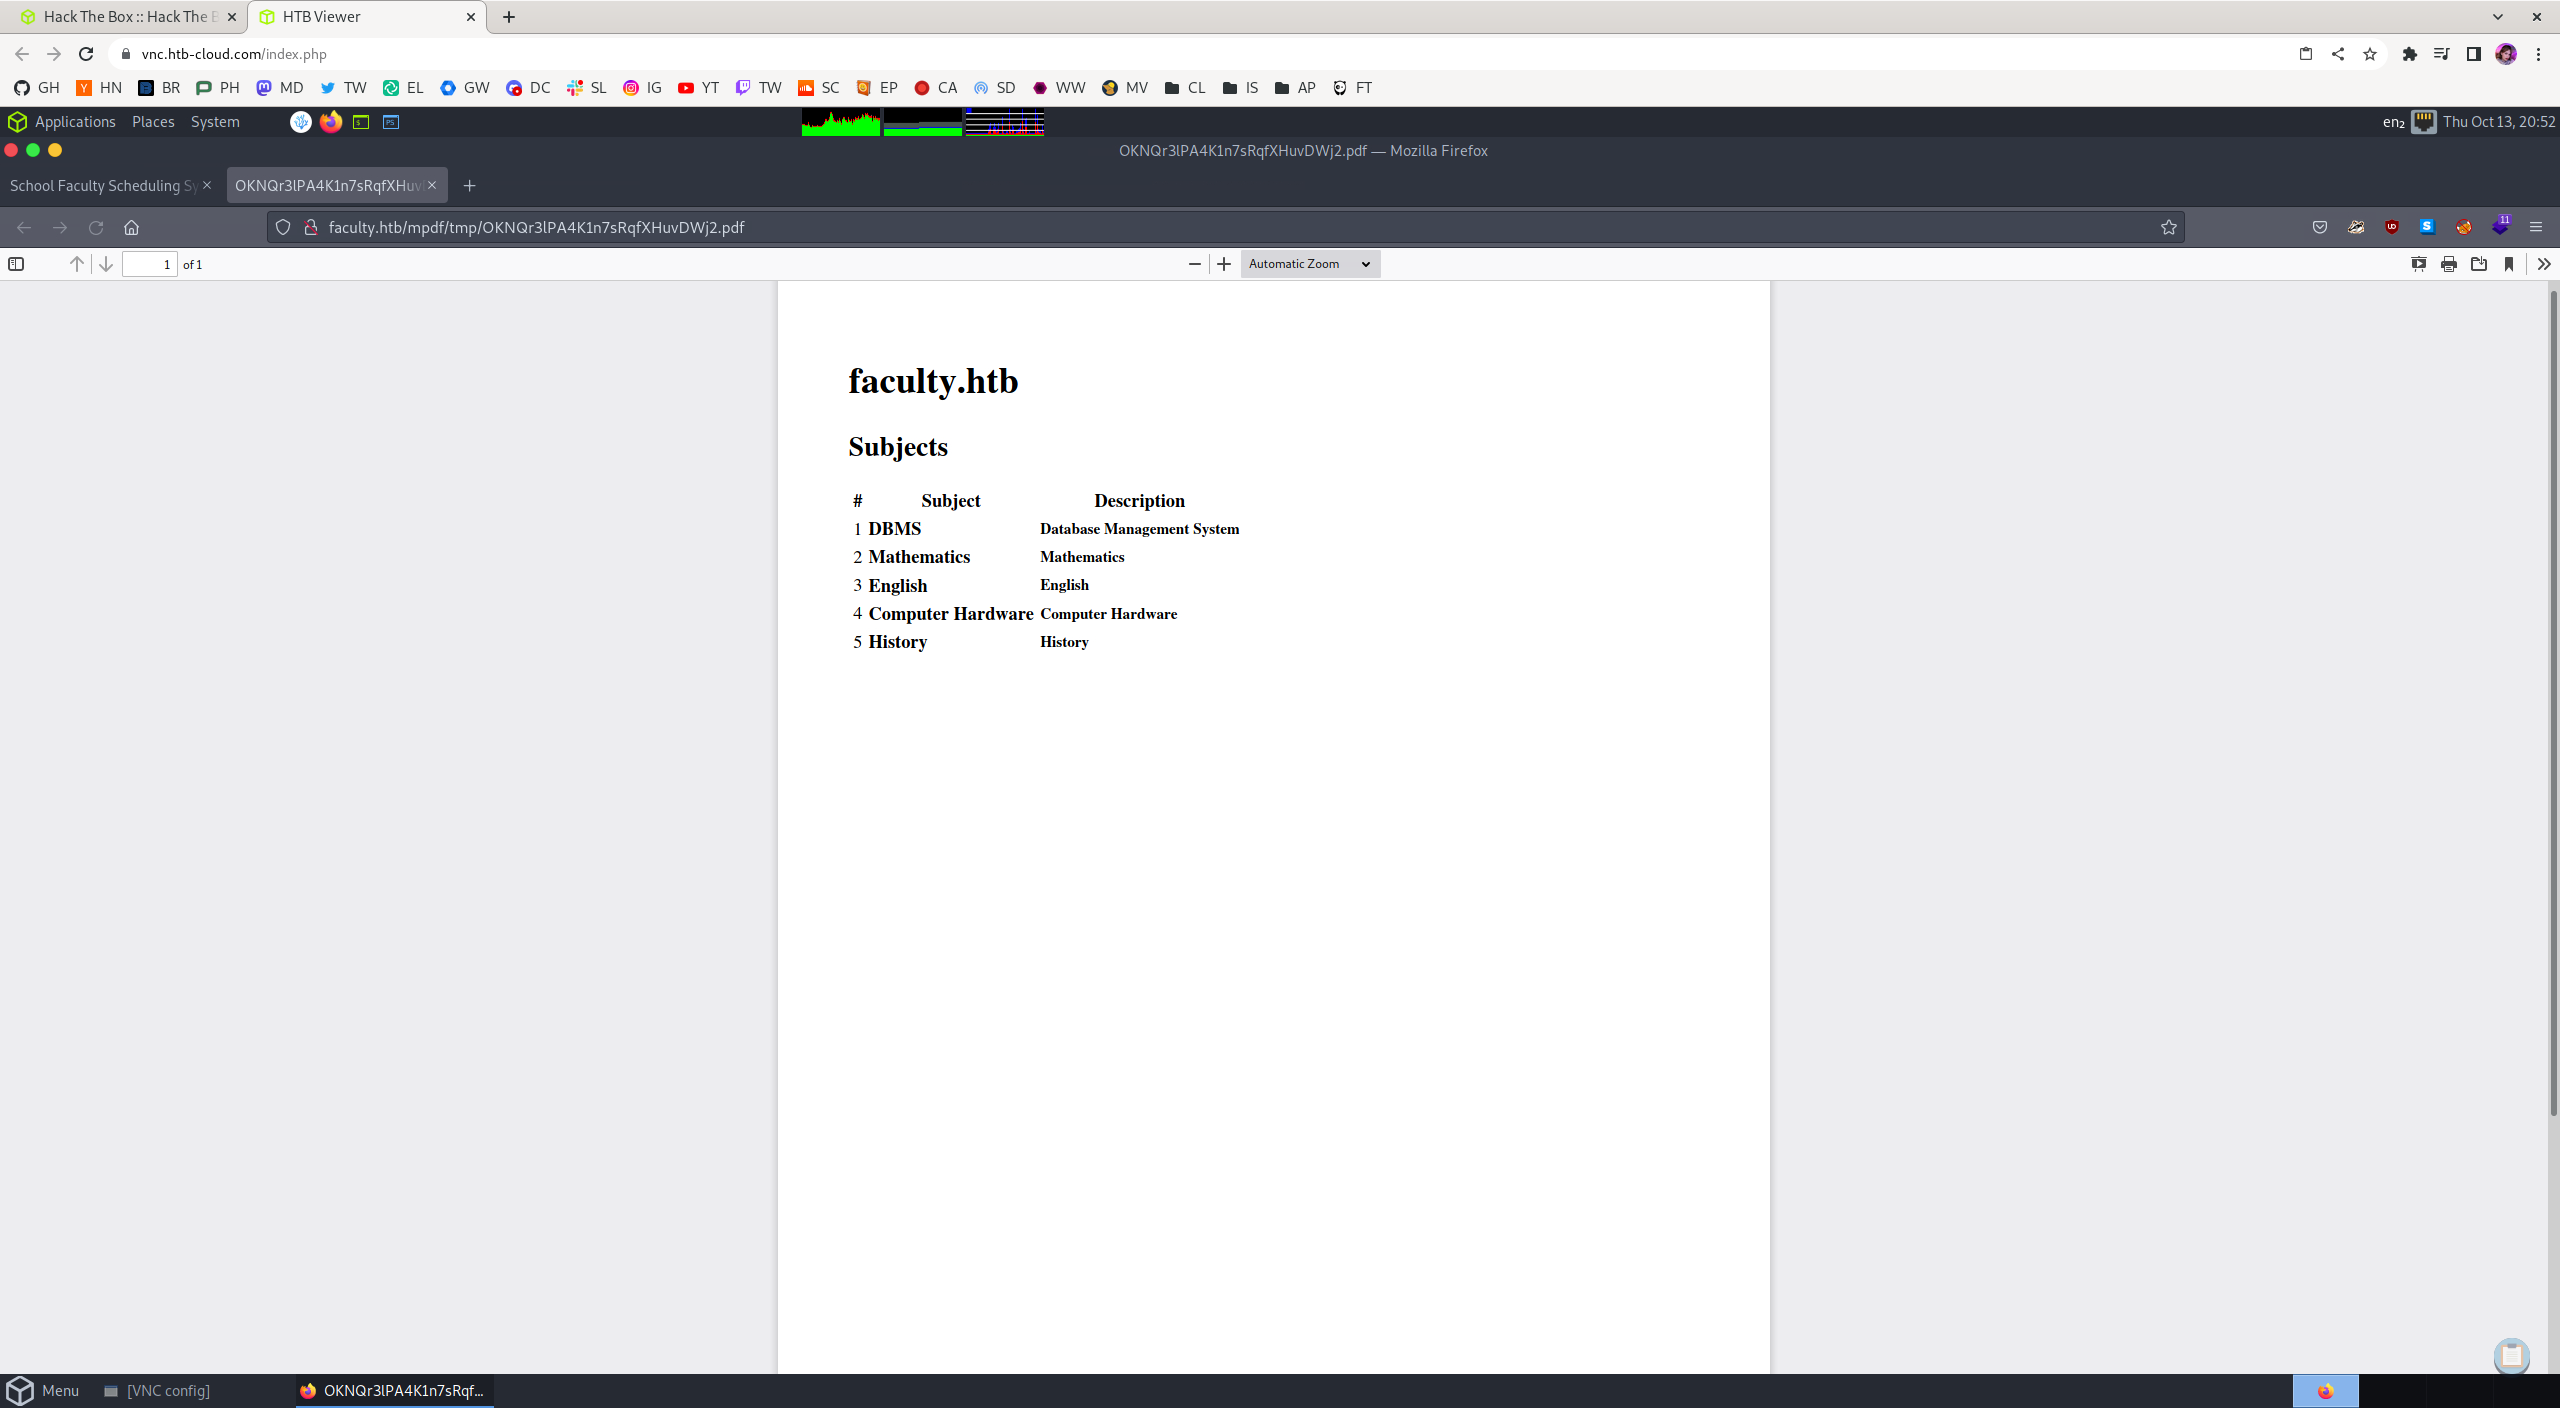 Hack The Box :: Hack The B
HTB Viewer
vnc.htb-cloud.com/index.php
GH HN BR PH MD TW EL GW DC SL IG YT TW SC EP CA SD WW MV CL IS AP FT
Applications Places System
en₂ Thu Oct 13, 20:52
OKNQr3lPA4K1n7sRqfXHuvDWj2.pdf — Mozilla Firefox
School Faculty Scheduling Sy
OKNQr3lPA4K1n7sRqfXHuv
faculty.htb/mpdf/tmp/OKNQr3lPA4K1n7sRqfXHuvDWj2.pdf
11
1 of 1
Automatic Zoom
faculty.htb
Subjects
# Subject Description
1 DBMS Database Management System
2 Mathematics Mathematics
3 English English
4 Computer Hardware Computer Hardware
5 History History
Menu
[VNC config]
OKNQr3lPA4K1n7sRqf...